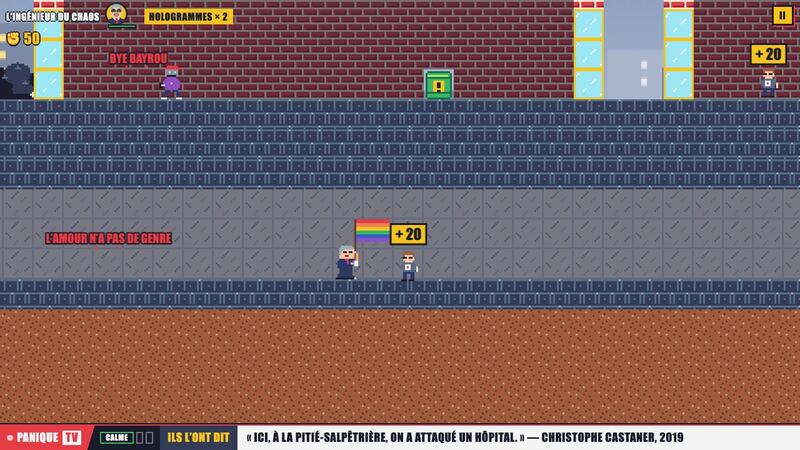 L'INGÉNIEUR DU CHAOS
HOLOGRAMMES × 2
50
BYE BAYROU
+ 20
L'AMOUR N'A PAS DE GENRE
+ 20
PANIQUE TV
CALME
ILS L'ONT DIT
« ICI, À LA PITIÉ-SALPÊTRIÈRE, ON A ATTAQUÉ UN HÔPITAL. » — CHRISTOPHE CASTANER, 2019